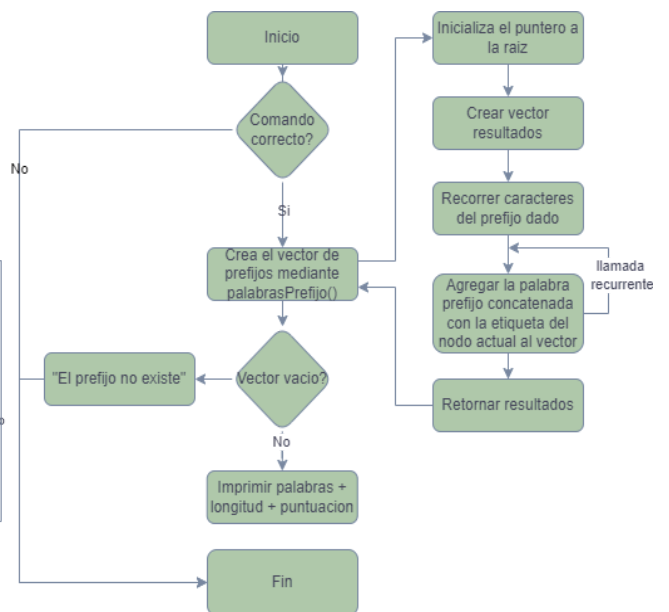 Inicio
Comando
correcto?
No
Si
Crea el vector de
prefijos mediante
palabrasPrefijo()
Vector vacio?
"El prefijo no existe"
No
Imprimir palabras +
longitud + puntuacion
Fin
Inicializa el puntero a
la raiz
Crear vector
resultados
Recorrer caracteres
del prefijo dado
llamada
recurrente
Agregar la palabra
prefijo concatenada
con la etiqueta del
nodo actual al vector
Retornar resultados